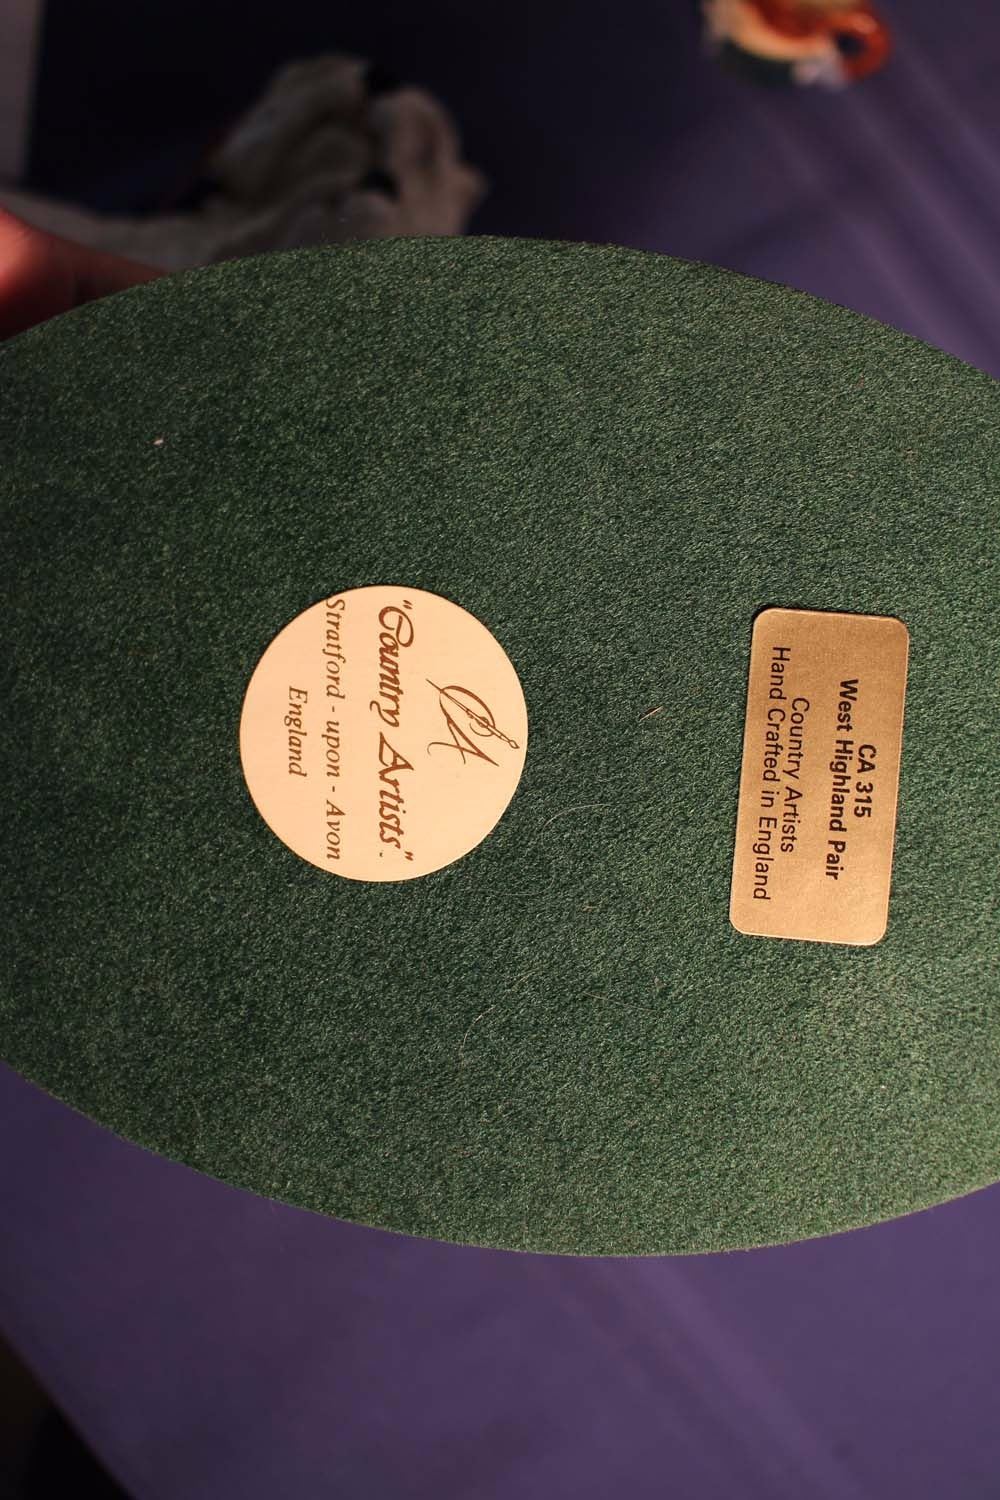 CA 315
West Highland Pair
Country Artists
Hand Crafted in England
CA
"Country Artists".
Stratford - upon - Avon
England